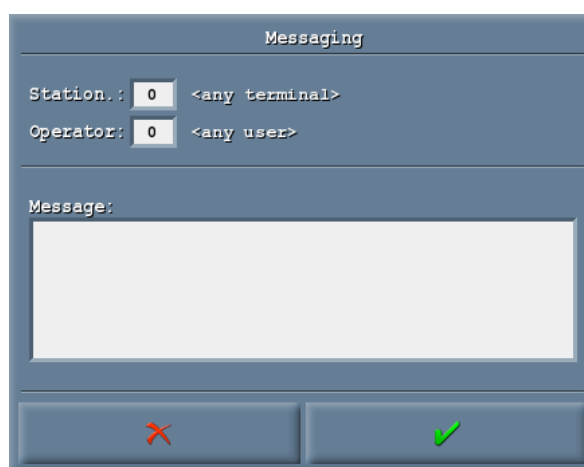 Messaging
Station.: 0 <any terminal>
Operator: 0 <any user>
Message: